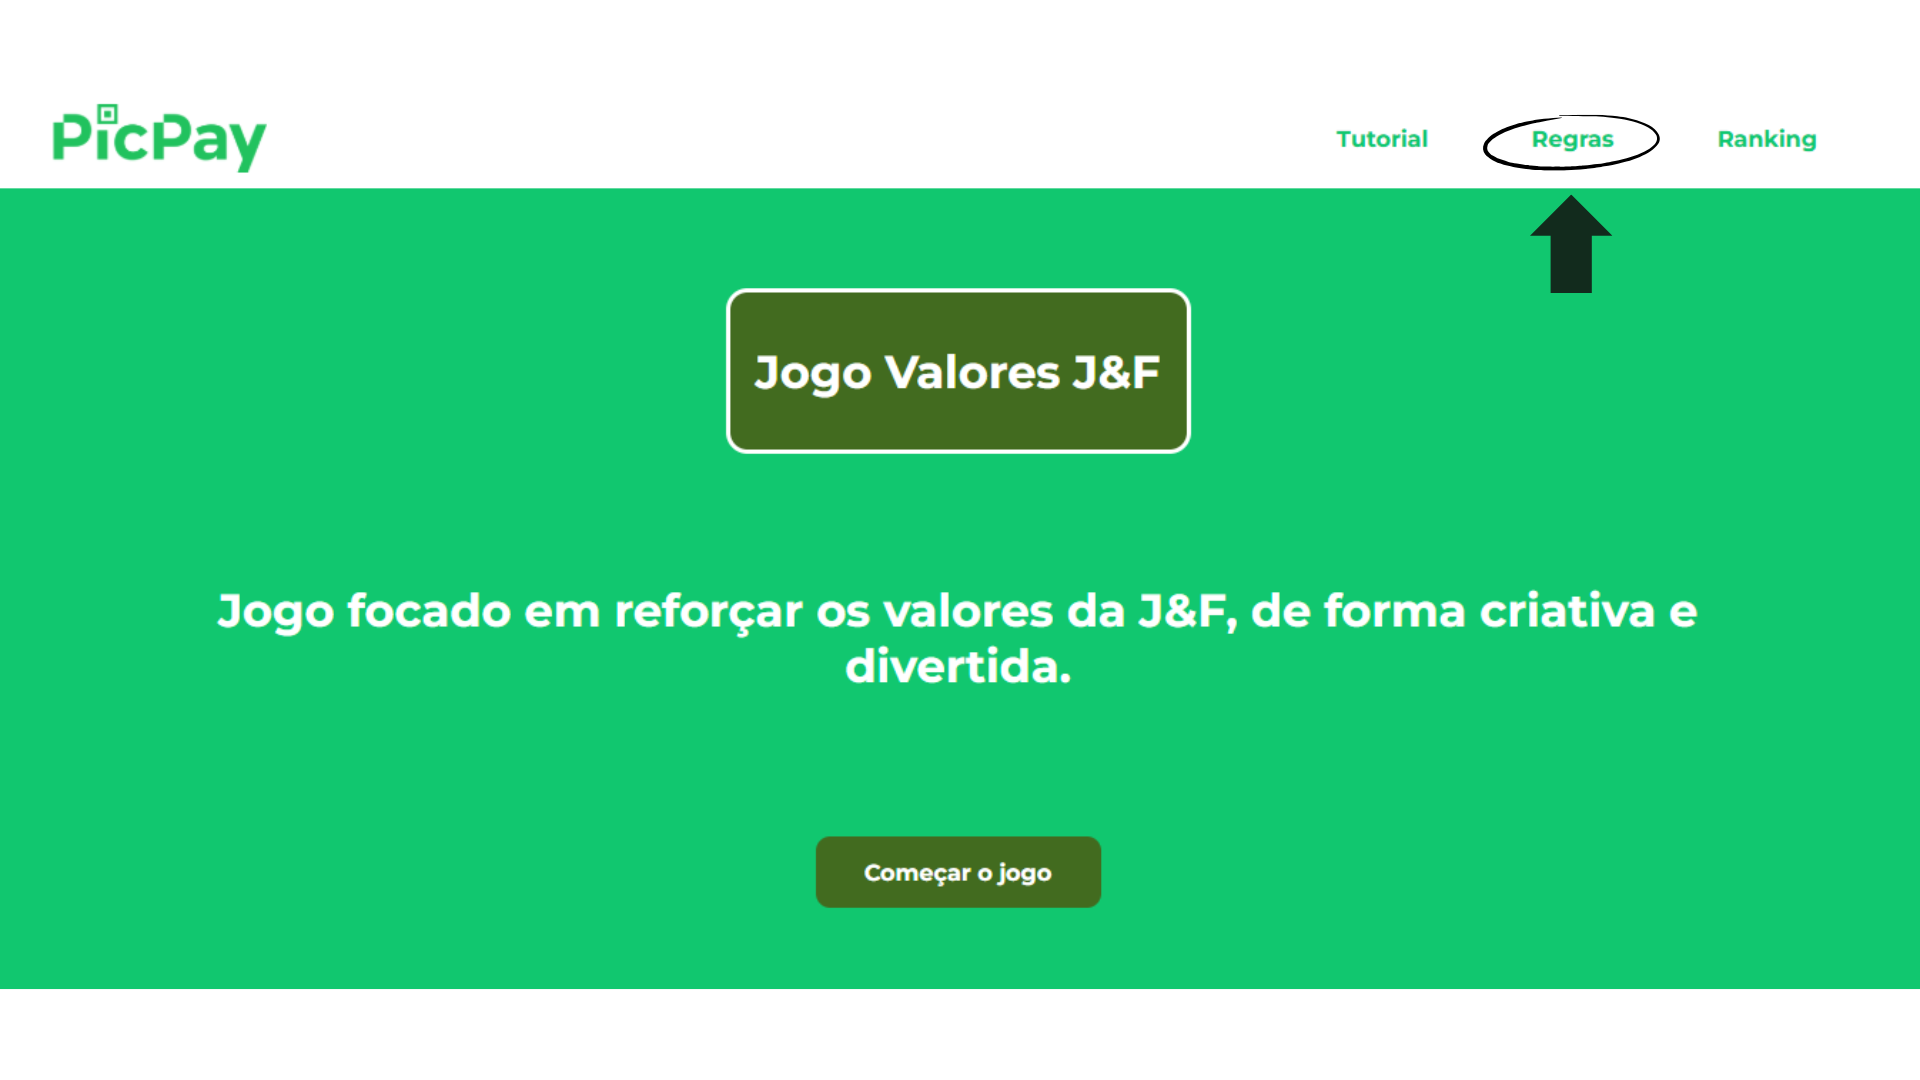 PicPay
Tutorial
Regras
Ranking
Jogo Valores J&F
Jogo focado em reforçar os valores da J&F, de forma criativa e
divertida.
Começar o jogo